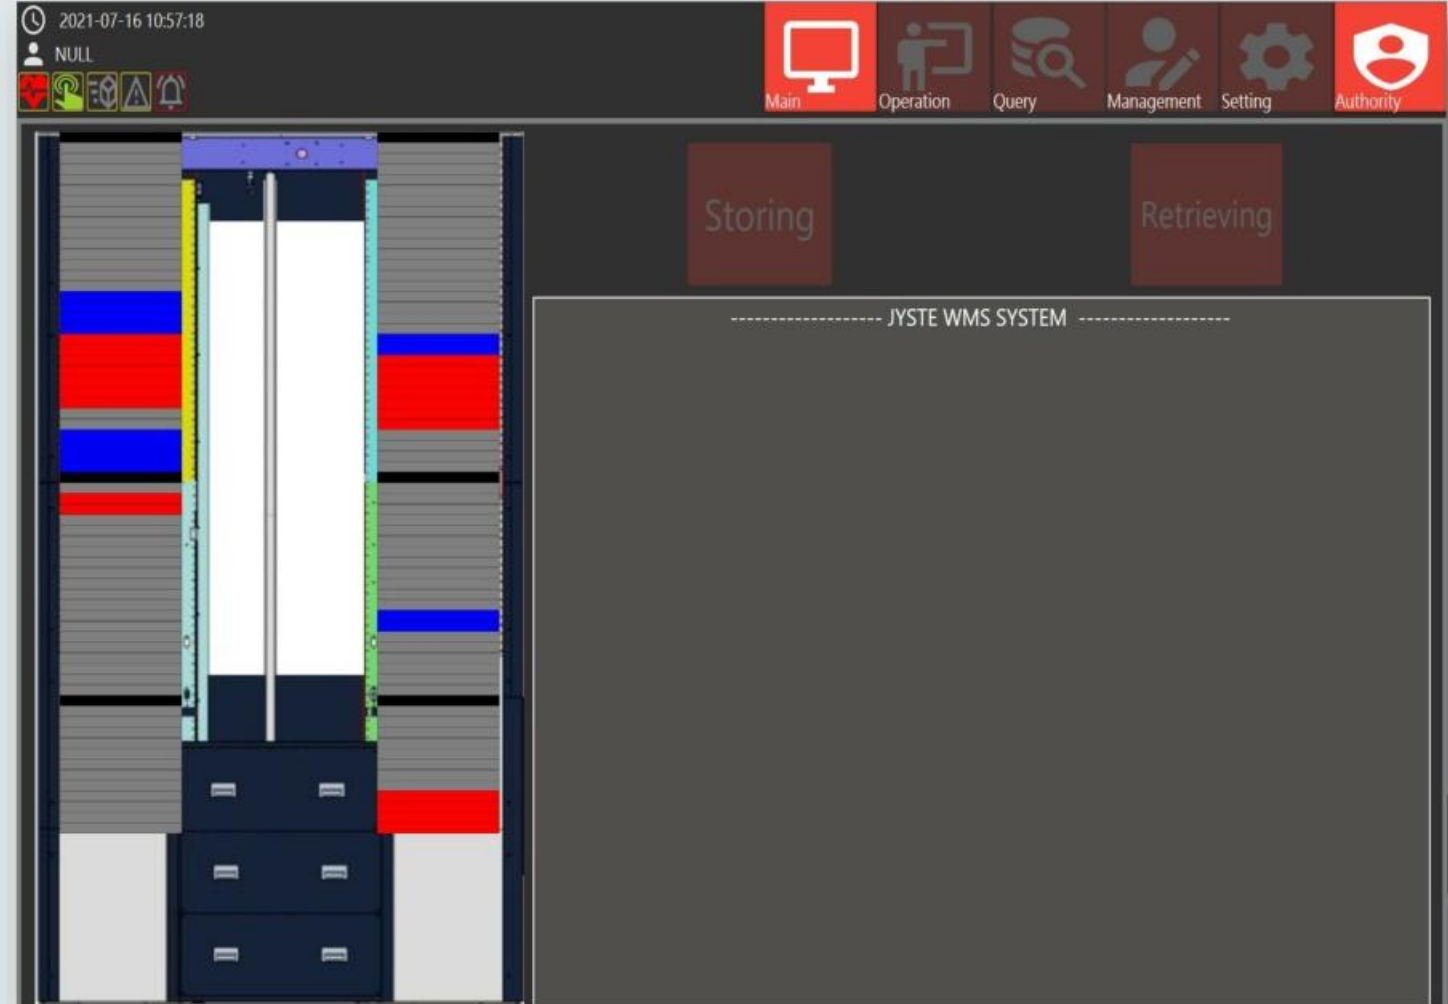 2021-07-16 10:57:18
NULL
Main
Operation
Query
Management
Setting
Authority
Storing
Retrieving
------------------- JYSTE WMS SYSTEM -------------------